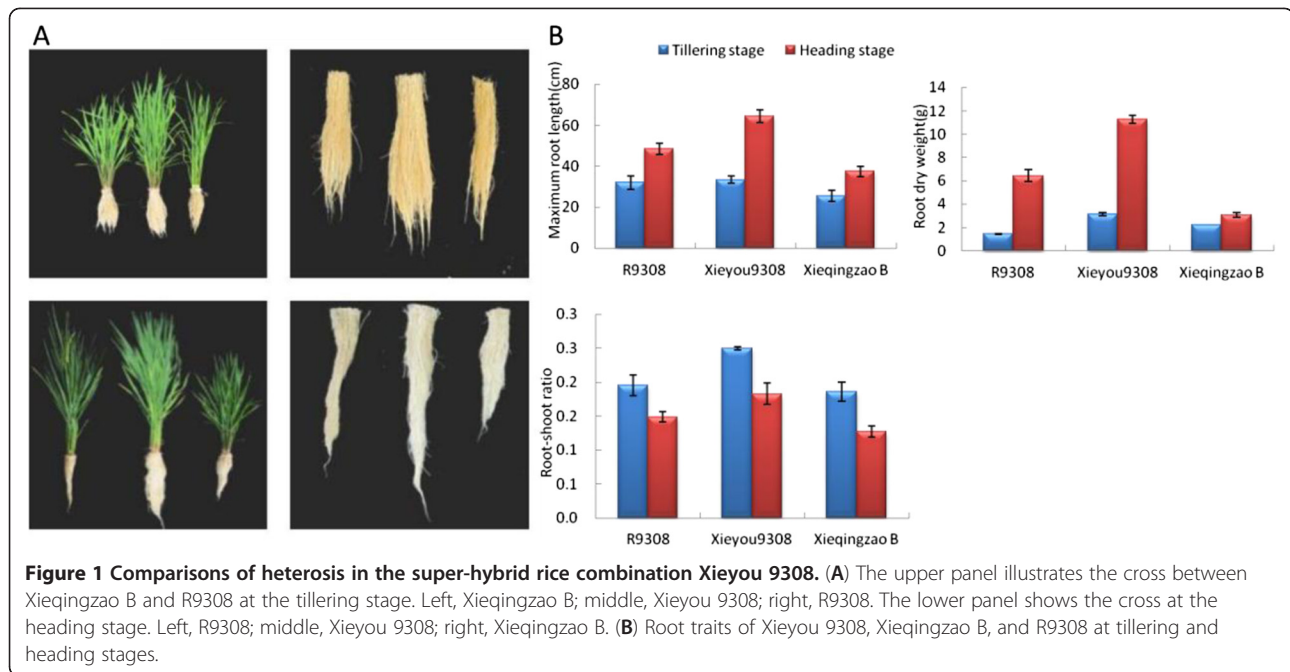 A
B
Tillering stage Heading stage
Maximum root length(cm)
80
60
40
20
0
R9308 Xieyou9308 Xieqingzao B
Root dry weight(g)
14
12
10
8
6
4
2
0
R9308 Xieyou9308 Xieqingzao B
Root-shoot ratio
0.3
0.3
0.2
0.2
0.1
0.1
0.0
R9308 Xieyou9308 Xieqingzao B
Figure 1 Comparisons of heterosis in the super-hybrid rice combination Xieyou 9308. (A) The upper panel illustrates the cross between
Xieqingzao B and R9308 at the tillering stage. Left, Xieqingzao B; middle, Xieyou 9308; right, R9308. The lower panel shows the cross at the
heading stage. Left, R9308; middle, Xieyou 9308; right, Xieqingzao B. (B) Root traits of Xieyou 9308, Xieqingzao B, and R9308 at tillering and
heading stages.